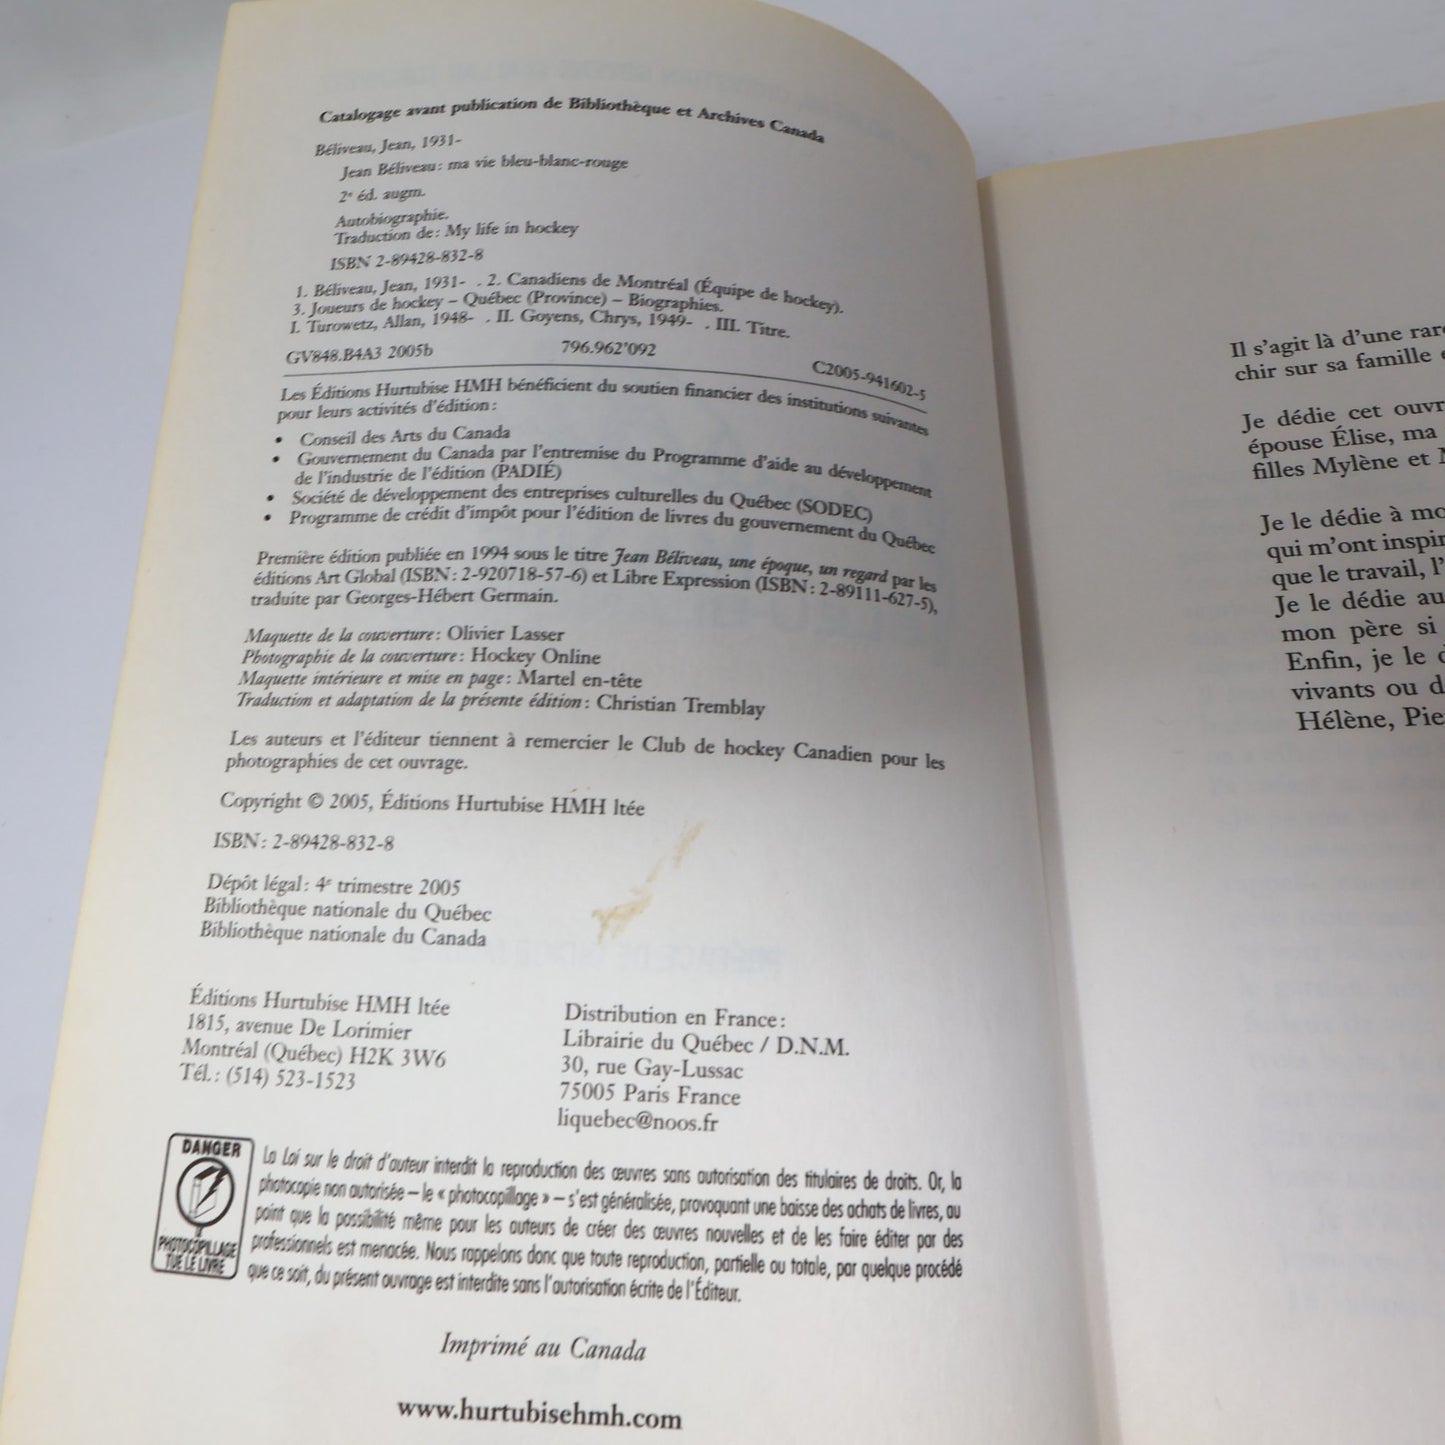 Catalogage avant publication de Bibliothèque et Archives Canada
Béliveau, Jean, 1931-
Jean Béliveau : ma vie bleu-blanc-rouge
2e éd. augm.
Autobiographie.
Traduction de : My life in hockey
ISBN 2-89428-832-8
1. Béliveau, Jean, 1931- . 2. Canadiens de Montréal (Équipe de hockey).
3. Joueurs de hockey – Québec (Province) – Biographies.
I. Turowetz, Allan, 1948- . II. Goyens, Chrys, 1949- . III. Titre.
GV848.B4A3 2005b 796.962'092 C2005-941602-5
Les Éditions Hurtubise HMH bénéficient du soutien financier des institutions suivantes
pour leurs activités d'édition :
• Conseil des Arts du Canada
• Gouvernement du Canada par l'entremise du Programme d'aide au développement
de l'industrie de l'édition (PADIÉ)
• Société de développement des entreprises culturelles du Québec (SODEC)
• Programme de crédit d'impôt pour l'édition de livres du gouvernement du Québec
Première édition publiée en 1994 sous le titre Jean Béliveau, une époque, un regard par les
éditions Art Global (ISBN : 2-920718-57-6) et Libre Expression (ISBN : 2-89111-627-5),
traduite par Georges-Hébert Germain.
Maquette de la couverture : Olivier Lasser
Photographie de la couverture : Hockey Online
Maquette intérieure et mise en page : Martel en-tête
Traduction et adaptation de la présente édition : Christian Tremblay
Les auteurs et l'éditeur tiennent à remercier le Club de hockey Canadien pour les
photographies de cet ouvrage.
Copyright © 2005, Éditions Hurtubise HMH ltée
ISBN : 2-89428-832-8
Dépôt légal : 4e trimestre 2005
Bibliothèque nationale du Québec
Bibliothèque nationale du Canada
Éditions Hurtubise HMH ltée
1815, avenue De Lorimier
Montréal (Québec) H2K 3W6
Tél. : (514) 523-1523
Distribution en France :
Librairie du Québec / D.N.M.
30, rue Gay-Lussac
75005 Paris France
liquebec@noos.fr
DANGER
LE
PHOTOCOPILLAGE
TUE LE LIVRE
La Loi sur le droit d'auteur interdit la reproduction des œuvres sans autorisation des titulaires de droits. Or, la
photocopie non autorisée – le « photocopillage » – s'est généralisée, provoquant une baisse des achats de livres, au
point que la possibilité même pour les auteurs de créer des œuvres nouvelles et de les faire éditer par des
professionnels est menacée. Nous rappelons donc que toute reproduction, partielle ou totale, par quelque procédé
que ce soit, du présent ouvrage est interdite sans l'autorisation écrite de l'Éditeur.
Imprimé au Canada
www.hurtubisehmh.com
Il s'agit là d'une rar
chir sur sa famille
Je dédie cet ouvr
épouse Élise, ma
filles Mylène et
Je le dédie à mo
qui m'ont inspir
que le travail, l'
Je le dédie au
mon père si
Enfin, je le d
vivants ou d
Hélène, Pie